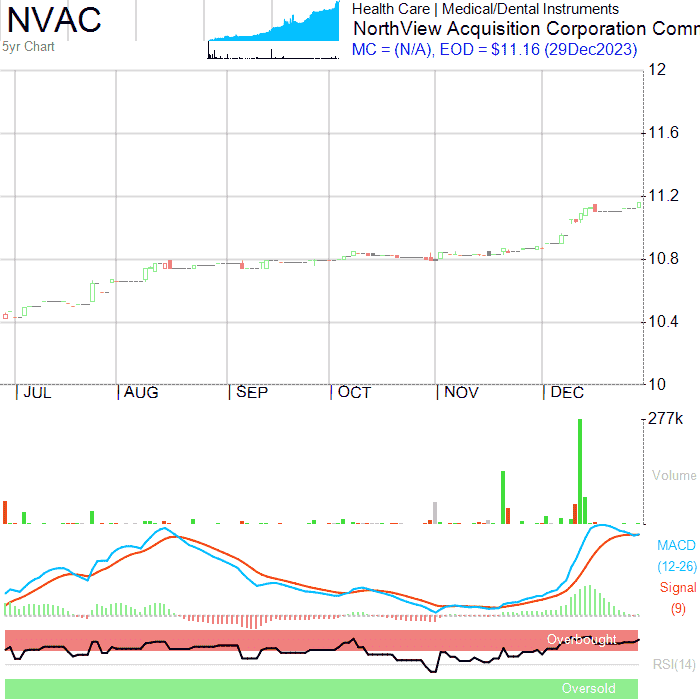 NVAC
5yr Chart
Health Care | Medical/Dental Instruments
NorthView Acquisition Corporation Comm
MC = (N/A), EOD = $11.16 (29Dec2023)
12
11.6
11.2
10.8
10.4
10
JUL AUG SEP OCT NOV DEC
277k
Volume
MACD
(12-26)
Signal
(9)
Overbought
RSI(14)
Oversold